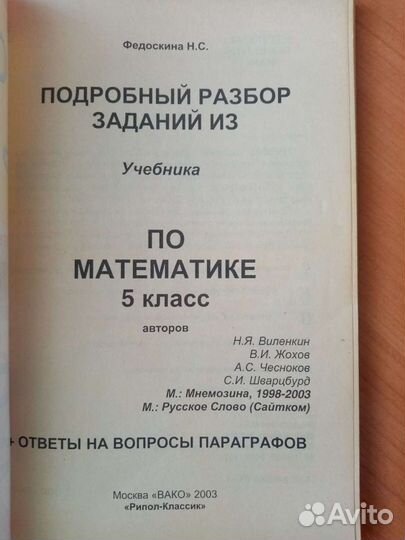 Федоскина Н.С.
ПОДРОБНЫЙ РАЗБОР
ЗАДАНИЙ ИЗ
Учебника
ПО
МАТЕМАТИКЕ
5 класс
авторов
Н.Я. Виленкин
В.И. Жохов
А.С. Чесноков
С.И. Шварцбурд
М.: Мнемозина, 1998-2003
М.: Русское Слово (Сайтком)
+ ОТВЕТЫ НА ВОПРОСЫ ПАРАГРАФОВ
Москва «ВАКО» 2003
«Рипол-Классик»
Avito